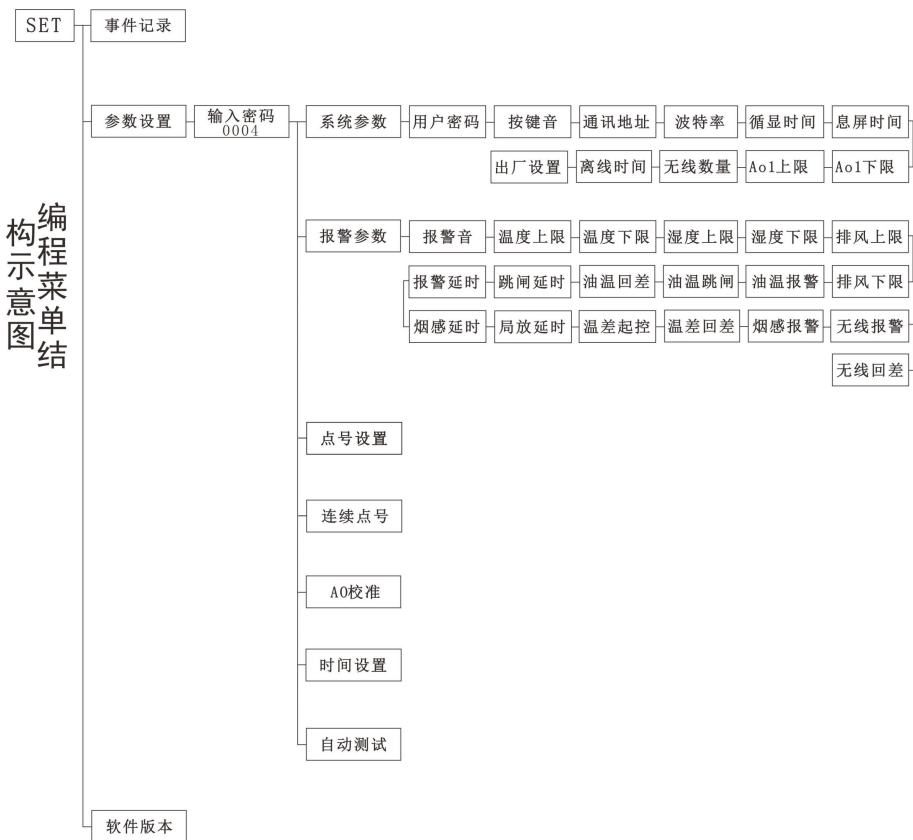 SET
事件记录
参数设置
输入密码
0004
系统参数
用户密码
按键音
通讯地址
波特率
循显时间
息屏时间
出厂设置
离线时间
无线数量
Ao1上限
Ao1下限
编程菜单结
构示意图
报警参数
报警音
温度上限
温度下限
湿度上限
湿度下限
排风上限
报警延时
跳闸延时
油温回差
油温跳闸
油温报警
排风下限
烟感延时
局放延时
温差起控
温差回差
烟感报警
无线报警
无线回差
点号设置
连续点号
AO校准
时间设置
自动测试
软件版本